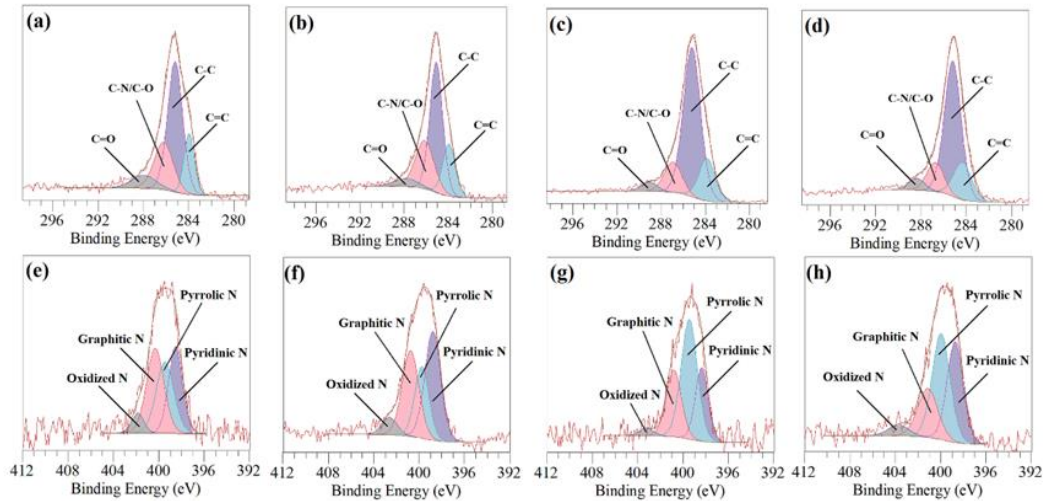 (a)
C-C
C-N/C-O
C=C
C=O
296 292 288 284 280
Binding Energy (eV)
(b)
C-C
C-N/C-O
C=C
C=O
296 292 288 284 280
Binding Energy (eV)
(c)
C-C
C-N/C-O
C=C
C=O
296 292 288 284 280
Binding Energy (eV)
(d)
C-C
C-N/C-O
C=C
C=O
296 292 288 284 280
Binding Energy (eV)
(e)
Pyrrolic N
Graphitic N
Pyridinic N
Oxidized N
412 408 404 400 396 392
Binding Energy (eV)
(f)
Pyrrolic N
Graphitic N
Pyridinic N
Oxidized N
412 408 404 400 396 392
Binding Energy (eV)
(g)
Pyrrolic N
Graphitic N
Pyridinic N
Oxidized N
412 408 404 400 396 392
Binding Energy (eV)
(h)
Pyrrolic N
Graphitic N
Pyridinic N
Oxidized N
412 408 404 400 396 392
Binding Energy (eV)